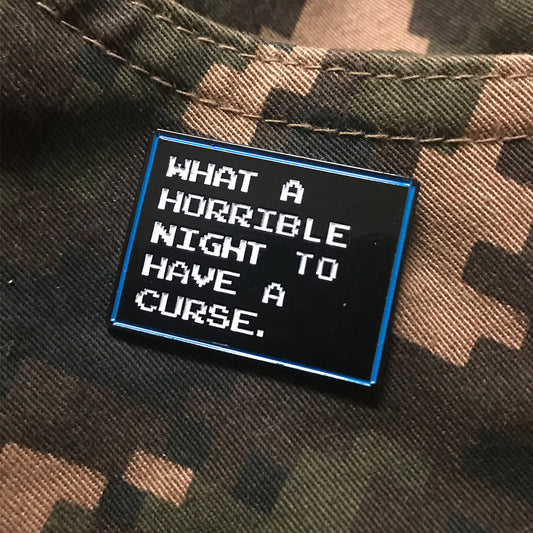 WHAT A
HORRIBLE
NIGHT TO
HAVE A
CURSE.